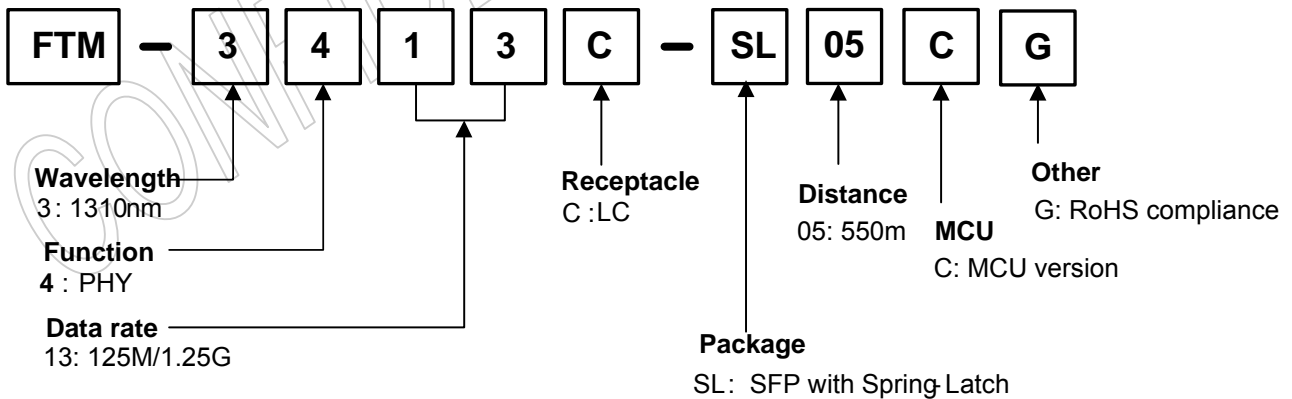 FTM - 3 4 1 3 C - SL 05 C G
Wavelength
3: 1310nm
Function
4 : PHY
Data rate
13: 125M/1.25G
Receptacle
C :LC
Package
SL: SFP with Spring-Latch
Distance
05: 550m
MCU
C: MCU version
Other
G: RoHS compliance